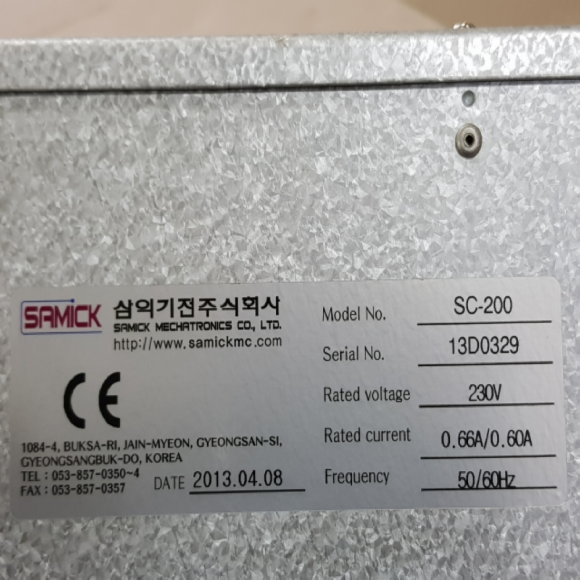 SAMICK 삼익기전주식회사
SAMICK MECHATRONICS CO., LTD.
http://www.samickmc.com
CE
1084-4, BUKSA-RI, JAIN-MYEON, GYEONGSAN-SI,
GYEONGSANGBUK-DO, KOREA
TEL : 053-857-0350~4
FAX : 053-857-0357
DATE 2013.04.08
Model No. SC-200
Serial No. 13D0329
Rated voltage 230V
Rated current 0.66A/0.60A
Frequency 50/60Hz